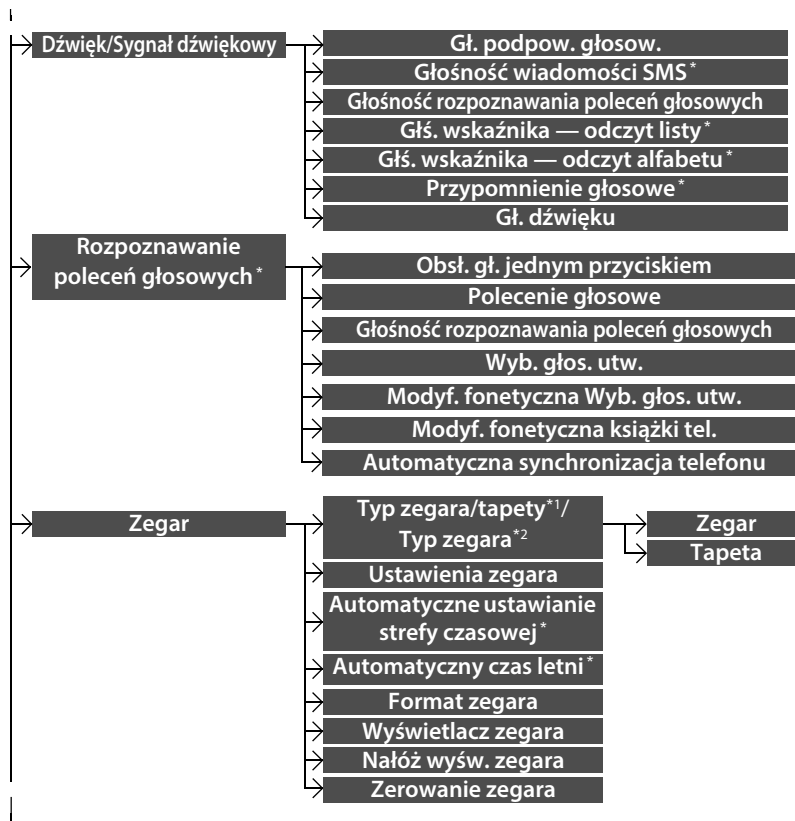 Dźwięk/Sygnał dźwiękowy
Gł. podpow. głosow.
Głośność wiadomości SMS*
Głośność rozpoznawania poleceń głosowych
Głś. wskaźnika — odczyt listy*
Głś. wskaźnika — odczyt alfabetu*
Przypomnienie głosowe*
Gł. dźwięku
Rozpoznawanie
poleceń głosowych*
Obsł. gł. jednym przyciskiem
Polecenie głosowe
Głośność rozpoznawania poleceń głosowych
Wyb. głos. utw.
Modyf. fonetyczna Wyb. głos. utw.
Modyf. fonetyczna książki tel.
Automatyczna synchronizacja telefonu
Zegar
Typ zegara/tapety*1/
Typ zegara*2
Zegar
Tapeta
Ustawienia zegara
Automatyczne ustawianie
strefy czasowej*
Automatyczny czas letni*
Format zegara
Wyświetlacz zegara
Nałóż wyśw. zegara
Zerowanie zegara